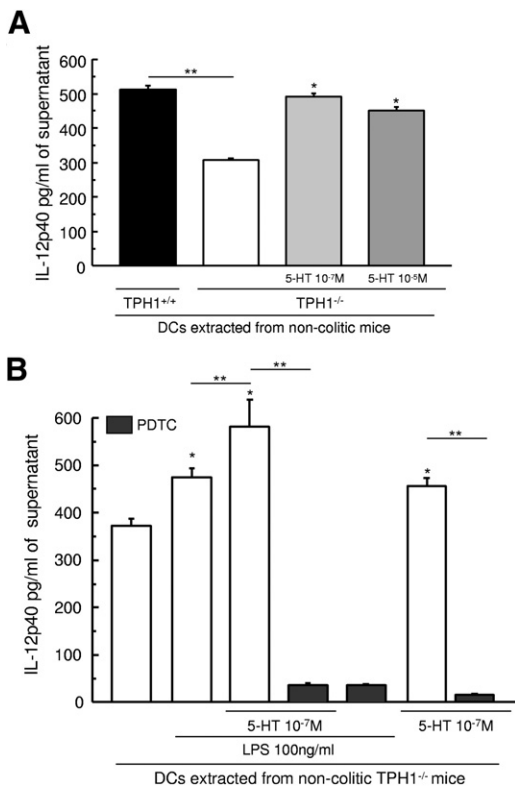 A
IL-12p40 pg/ml of supernatant
600
500
400
300
200
100
0
**
*
*
5-HT 10⁻⁷M 5-HT 10⁻⁵M
TPH1⁺/⁺ TPH1⁻/⁻
DCs extracted from non-colitic mice
B
IL-12p40 pg/ml of supernatant
600
500
400
300
200
100
0
PDTC
** **
*
*
**
*
5-HT 10⁻⁷M 5-HT 10⁻⁷M
LPS 100ng/ml
DCs extracted from non-colitic TPH1⁻/⁻ mice